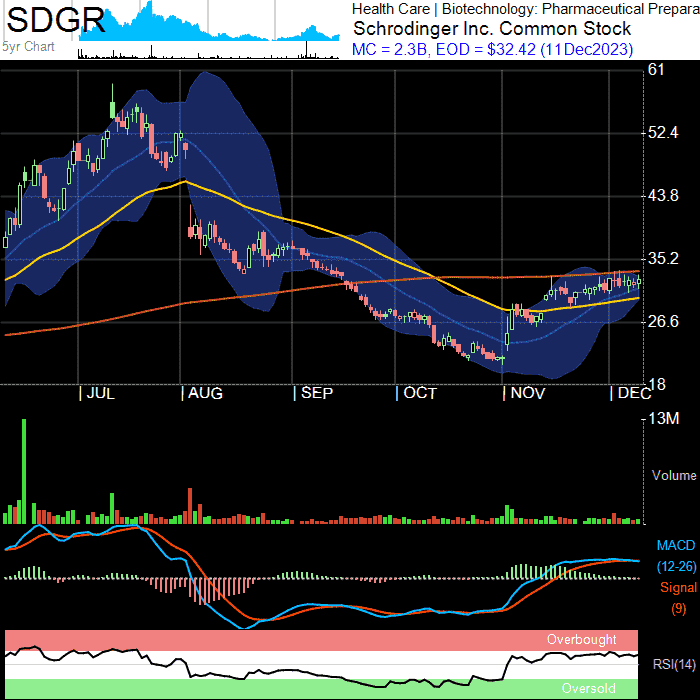 SDGR
5yr Chart
Health Care | Biotechnology: Pharmaceutical Prepara
Schrodinger Inc. Common Stock
MC = 2.3B, EOD = $32.42 (11Dec2023)
61
52.4
43.8
35.2
26.6
18
| JUL | AUG | SEP | OCT | NOV | DEC
13M
Volume
MACD
(12-26)
Signal
(9)
Overbought
RSI(14)
Oversold